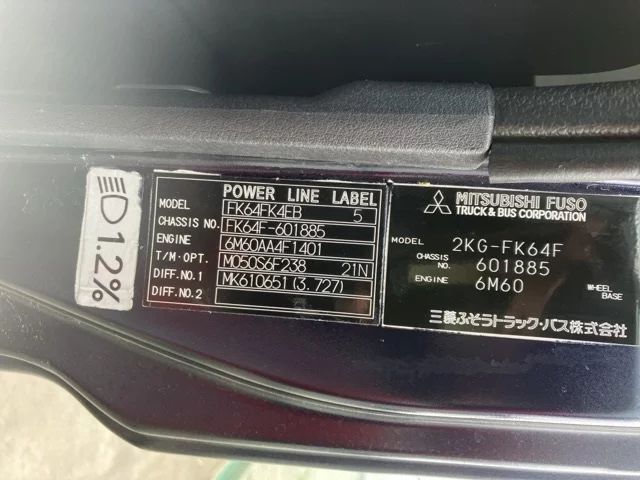 1.2%
POWER LINE LABEL
MODEL FK64FK4EB 5
CHASSIS NO. FK64F-601885
ENGINE 6M60AA4F1401
T/M.OPT. M050S6F238 21N
DIFF.NO.1 MK610651(3.727)
DIFF.NO.2
MITSUBISHI FUSO
TRUCK & BUS CORPORATION
MODEL 2KG-FK64F
CHASSIS NO. 601885
ENGINE 6M60 WHEEL BASE
三菱ふそうトラック・バス株式会社